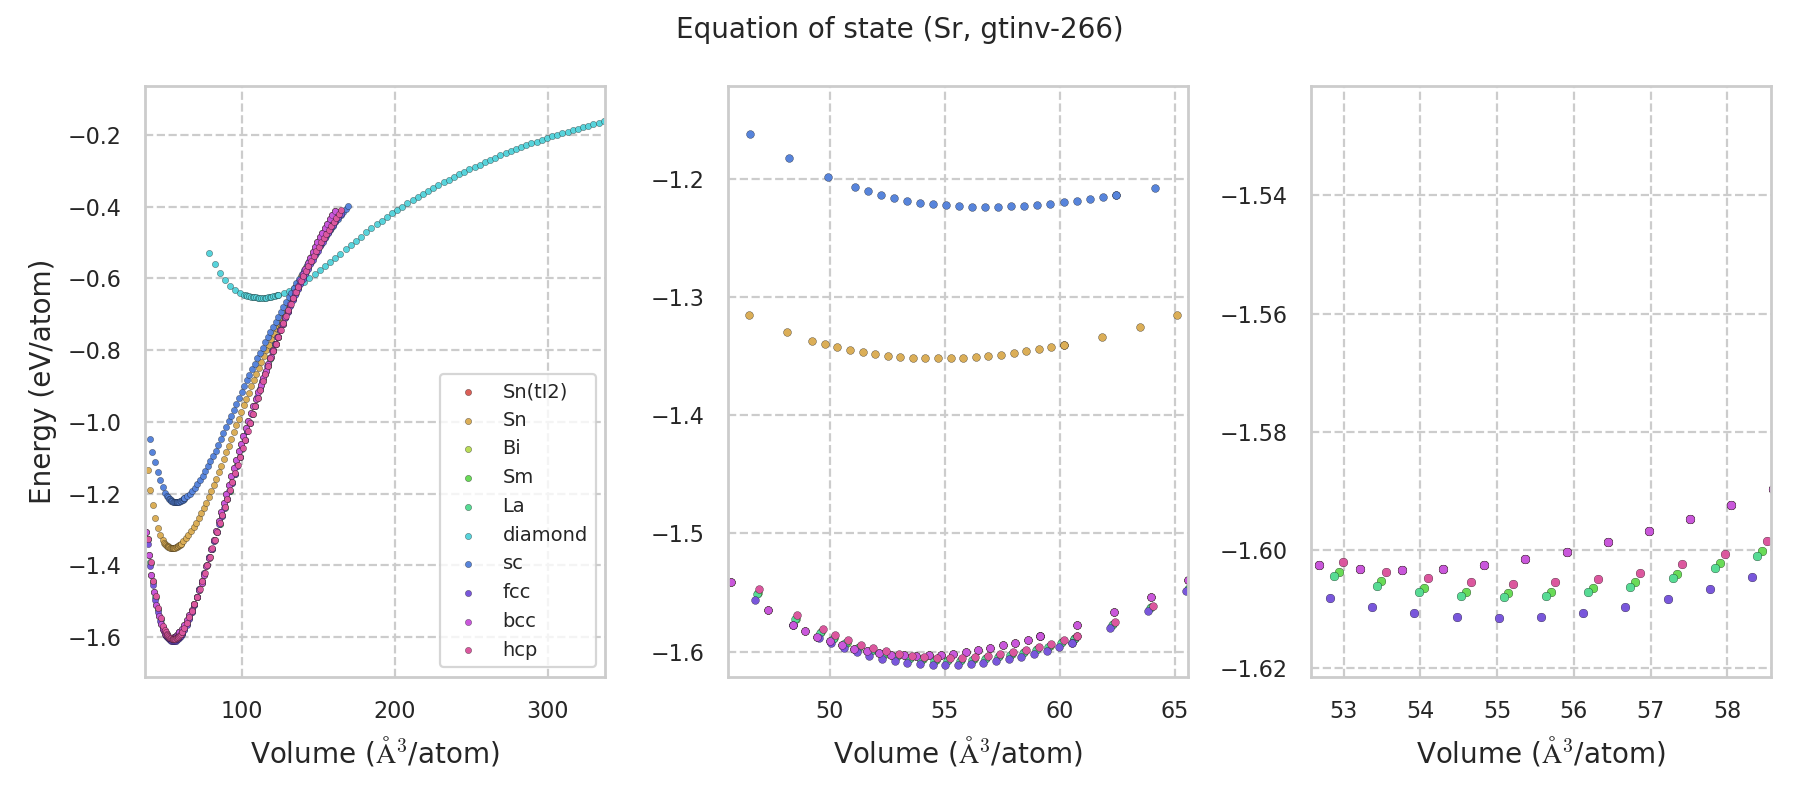 Equation of state (Sr, gtinv-266)
Energy (eV/atom)
−0.2
−0.4
−0.6
−0.8
−1.0
−1.2
−1.4
−1.6
100
200
300
Volume (Å³/atom)
Sn(tI2)
Sn
Bi
Sm
La
diamond
sc
fcc
bcc
hcp
−1.2
−1.3
−1.4
−1.5
−1.6
50
55
60
65
Volume (Å³/atom)
−1.54
−1.56
−1.58
−1.60
−1.62
53
54
55
56
57
58
Volume (Å³/atom)